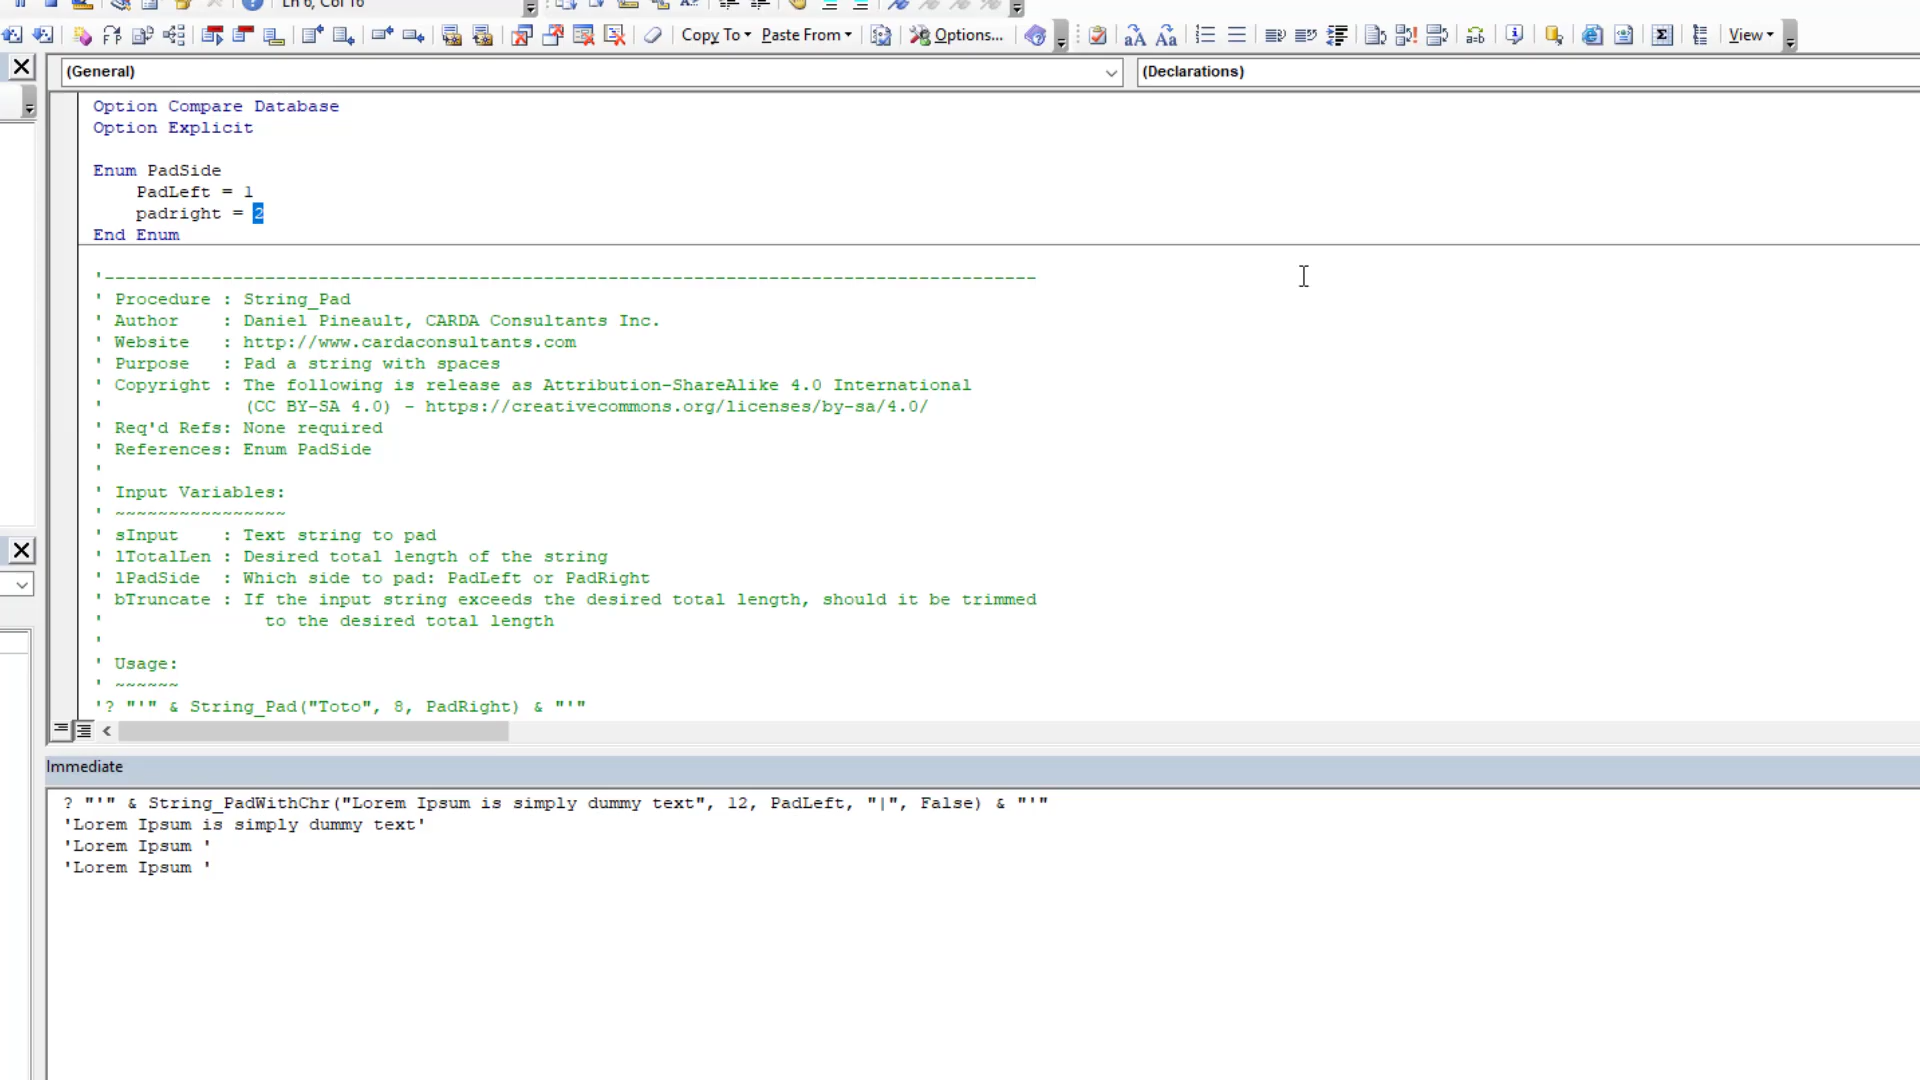 Ln 6, Col 16
Copy To
Paste From
Options...
View
(General)
(Declarations)
Option Compare Database
Option Explicit
Enum PadSide
PadLeft = 1
padright = 2
End Enum
'---------------------------------------------------------------------------------------
' Procedure : String_Pad
' Author    : Daniel Pineault, CARDA Consultants Inc.
' Website   : http://www.cardaconsultants.com
' Purpose   : Pad a string with spaces
' Copyright : The following is release as Attribution-ShareAlike 4.0 International
'             (CC BY-SA 4.0) - https://creativecommons.org/licenses/by-sa/4.0/
' Req'd Refs: None required
' References: Enum PadSide
'
' Input Variables:
' ~~~~~~~~~~~~~~~~
' sInput    : Text string to pad
' lTotalLen : Desired total length of the string
' lPadSide  : Which side to pad: PadLeft or PadRight
' bTruncate : If the input string exceeds the desired total length, should it be trimmed
'               to the desired total length
'
' Usage:
' ~~~~~~
'? "'" & String_Pad("Toto", 8, PadRight) & "'"
Immediate
? "'" & String_PadWithChr("Lorem Ipsum is simply dummy text", 12, PadLeft, "|", False) & "'"
'Lorem Ipsum is simply dummy text'
'Lorem Ipsum '
'Lorem Ipsum '